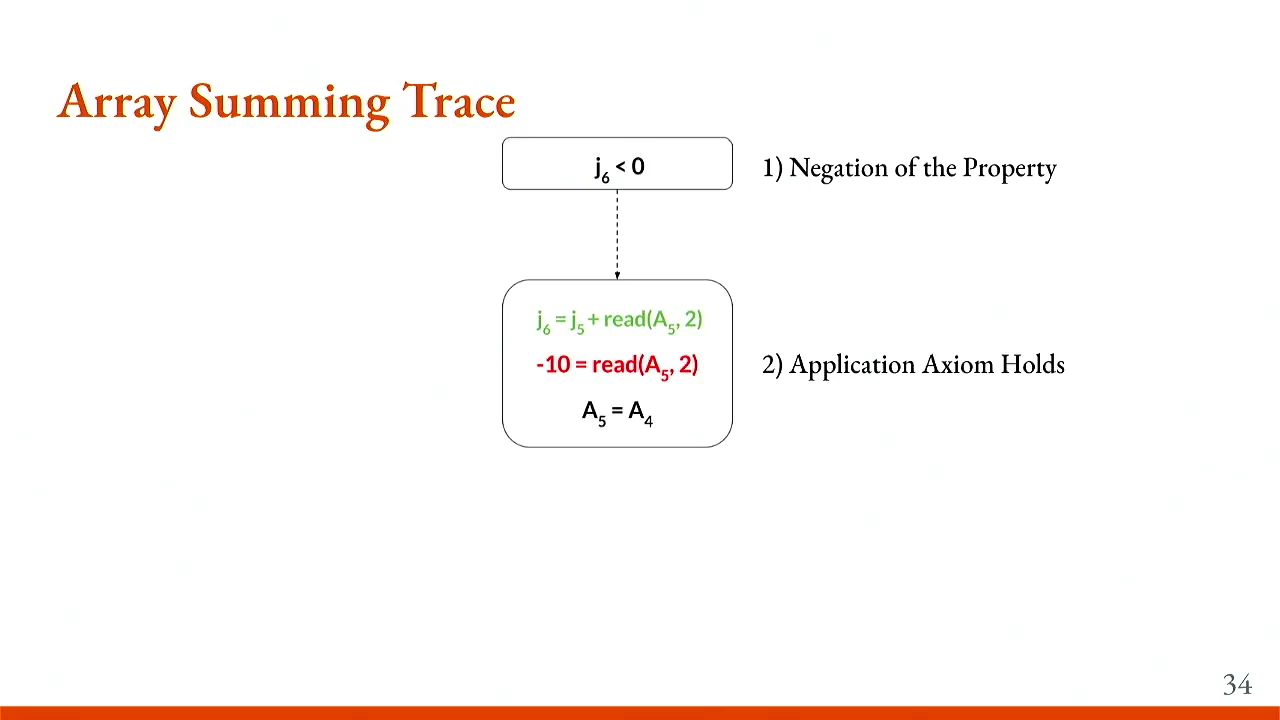 Array Summing Trace
j₆ < 0
1) Negation of the Property
j₆ = j₅ + read(A₅, 2)
-10 = read(A₅, 2)
2) Application Axiom Holds
A₅ = A₄
34